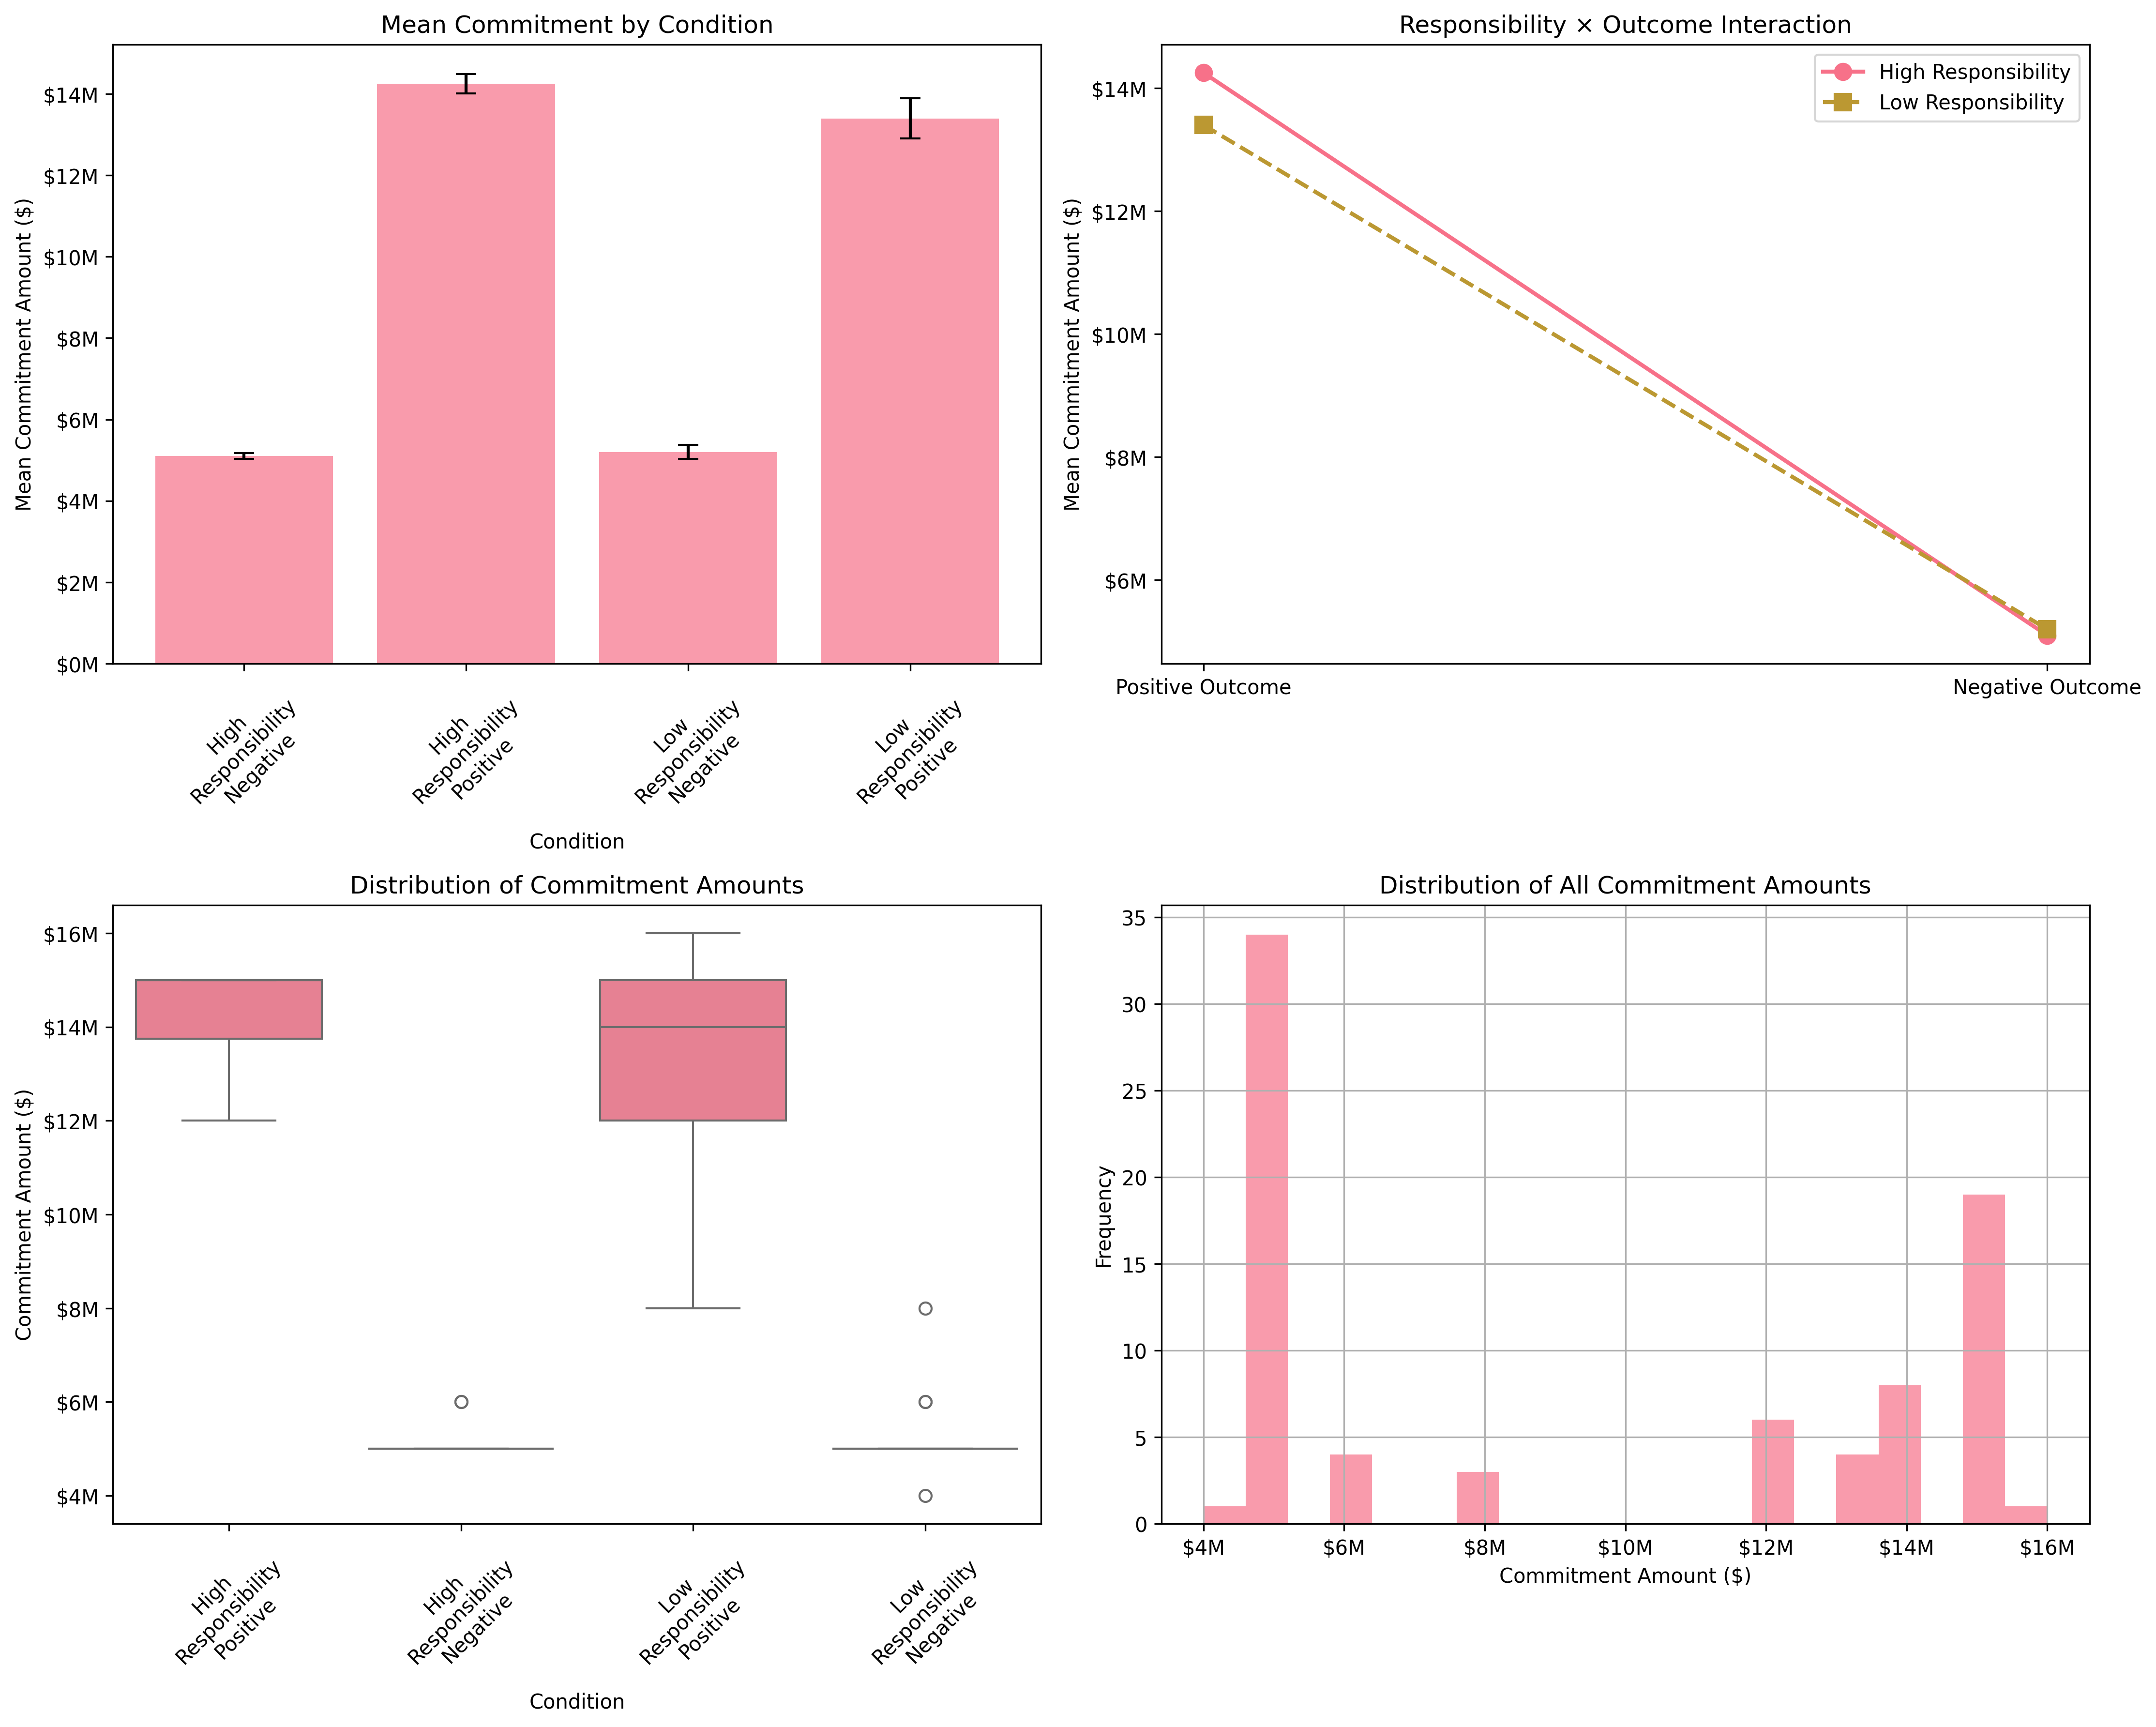 Mean Commitment by Condition
Mean Commitment Amount ($)
$14M
$12M
$10M
$8M
$6M
$4M
$2M
$0M
High
Responsibility
Negative
High
Responsibility
Positive
Low
Responsibility
Negative
Low
Responsibility
Positive
Condition
Responsibility × Outcome Interaction
High Responsibility
Low Responsibility
Mean Commitment Amount ($)
$14M
$12M
$10M
$8M
$6M
Positive Outcome
Negative Outcome
Distribution of Commitment Amounts
Commitment Amount ($)
$16M
$14M
$12M
$10M
$8M
$6M
$4M
High
Responsibility
Positive
High
Responsibility
Negative
Low
Responsibility
Positive
Low
Responsibility
Negative
Condition
Distribution of All Commitment Amounts
Frequency
35
30
25
20
15
10
5
0
$4M
$6M
$8M
$10M
$12M
$14M
$16M
Commitment Amount ($)